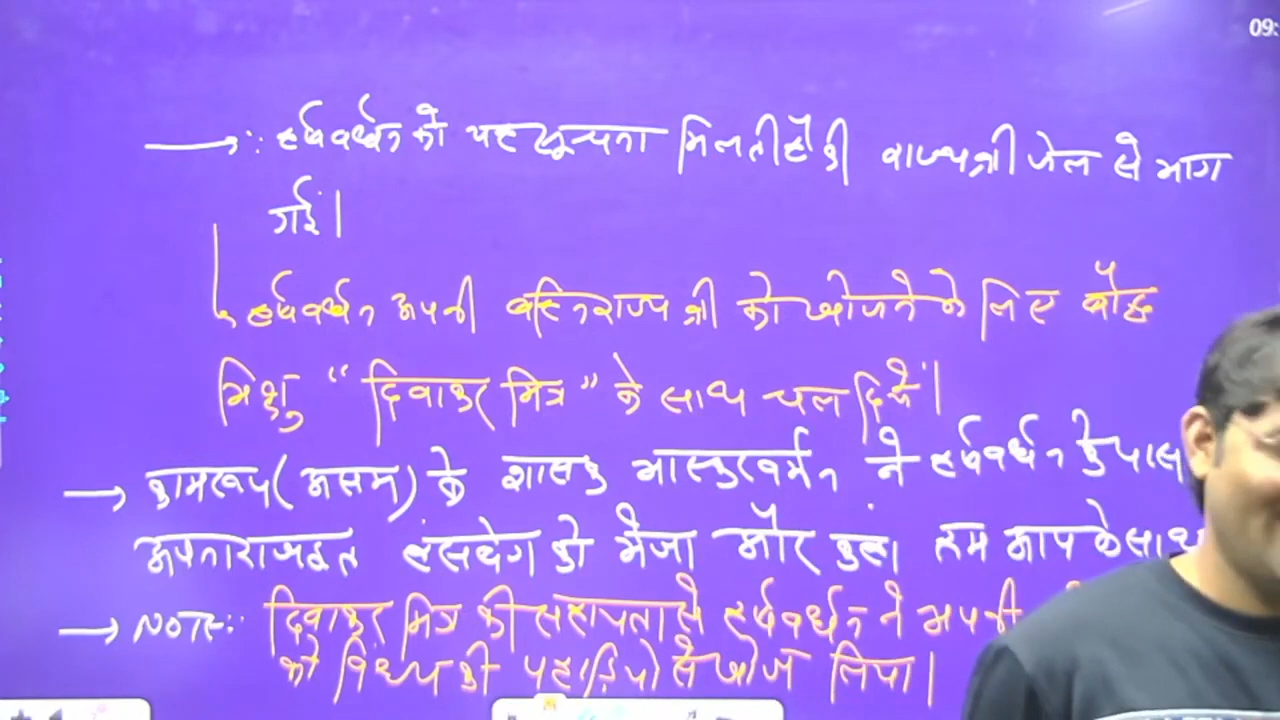 09:
→ : हर्षवर्धन को यह सूचना मिलती है की राज्यश्री जेल से भाग
गई।
हर्षवर्धन अपनी बहिन राज्य श्री को खोजने के लिए बौद्ध
भिक्षु “दिवाकर मित्र” के साथ चल दिये।
→ कामरूप (असम) के शासक भास्करवर्मन ने हर्षवर्धन के पास
अपना राजदूत हंसवेग को भेजा और कहा हम आप के साथ
→ NOTE:- दिवाकर मित्र की सहायता से हर्षवर्धन ने अपनी
को विंध्य की पहाड़ियो से खोज लिया।